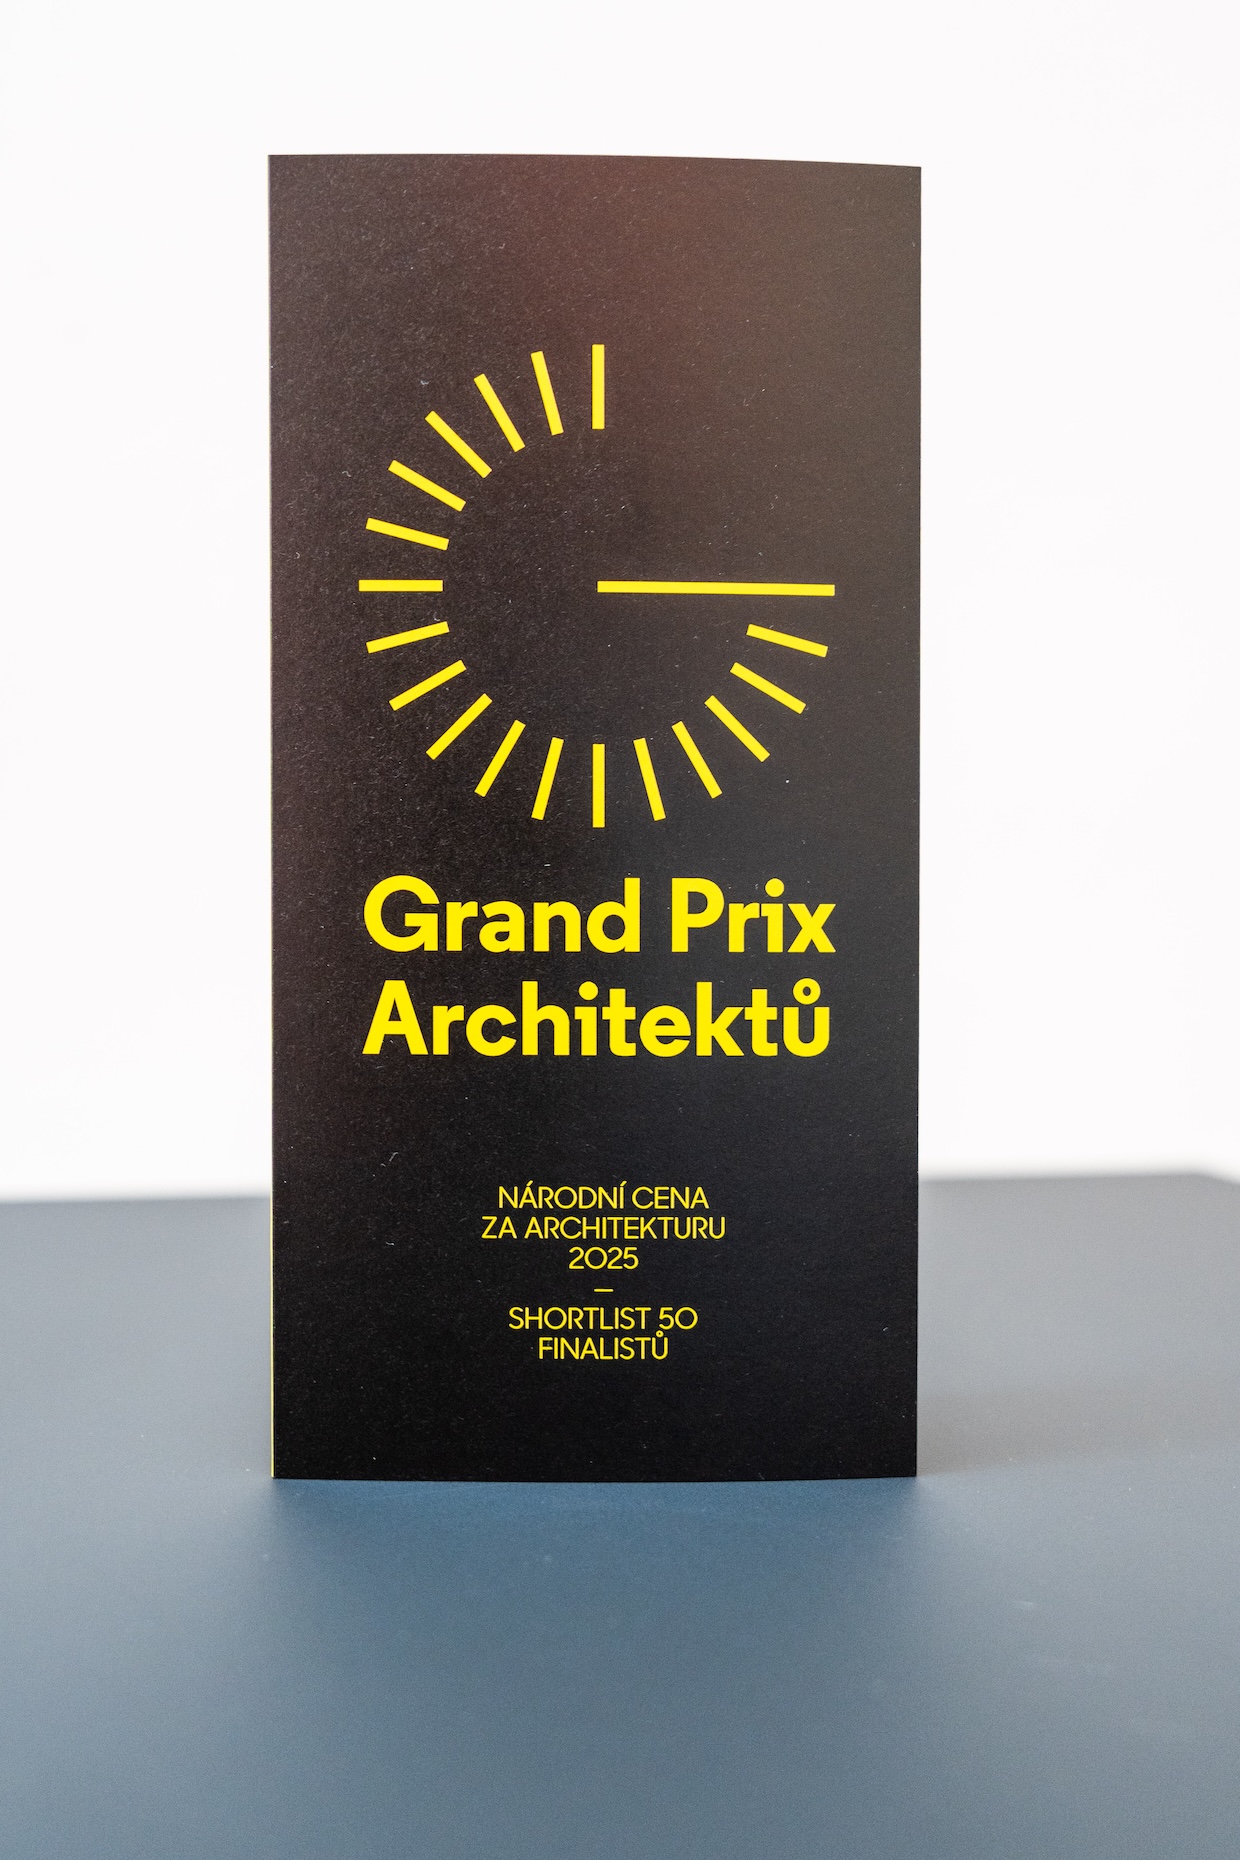 Grand Prix
Architektů
NÁRODNÍ CENA
ZA ARCHITEKTURU
2025
—
SHORTLIST 50
FINALISTŮ